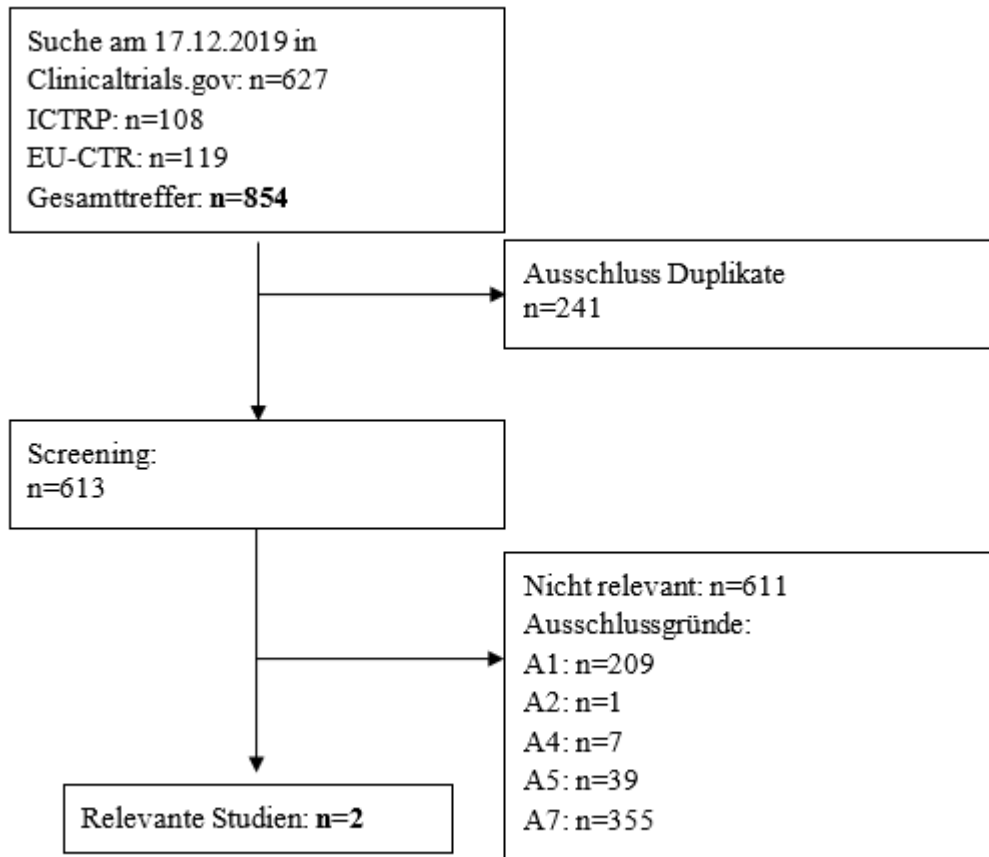 Suche am 17.12.2019 in
Clinicaltrials.gov: n=627
ICTRP: n=108
EU-CTR: n=119
Gesamttreffer: n=854
Ausschluss Duplikate
n=241
Screening:
n=613
Nicht relevant: n=611
Ausschlussgründe:
A1: n=209
A2: n=1
A4: n=7
A5: n=39
A7: n=355
Relevante Studien: n=2